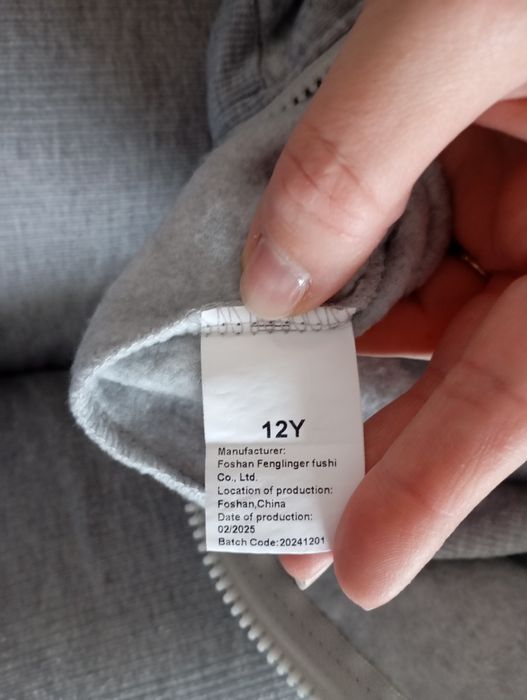 12Y
Manufacturer:
Foshan Fenglinger fushi
Co., Ltd.
Location of production:
Foshan,China
Date of production:
02/2025
Batch Code:20241201